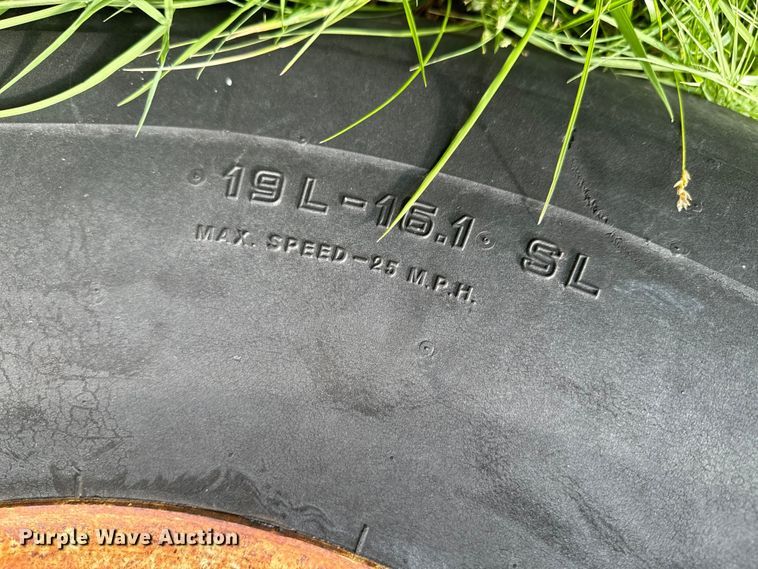 19L-16.1 SL
MAX. SPEED-25 M.P.H.
Purple Wave Auction